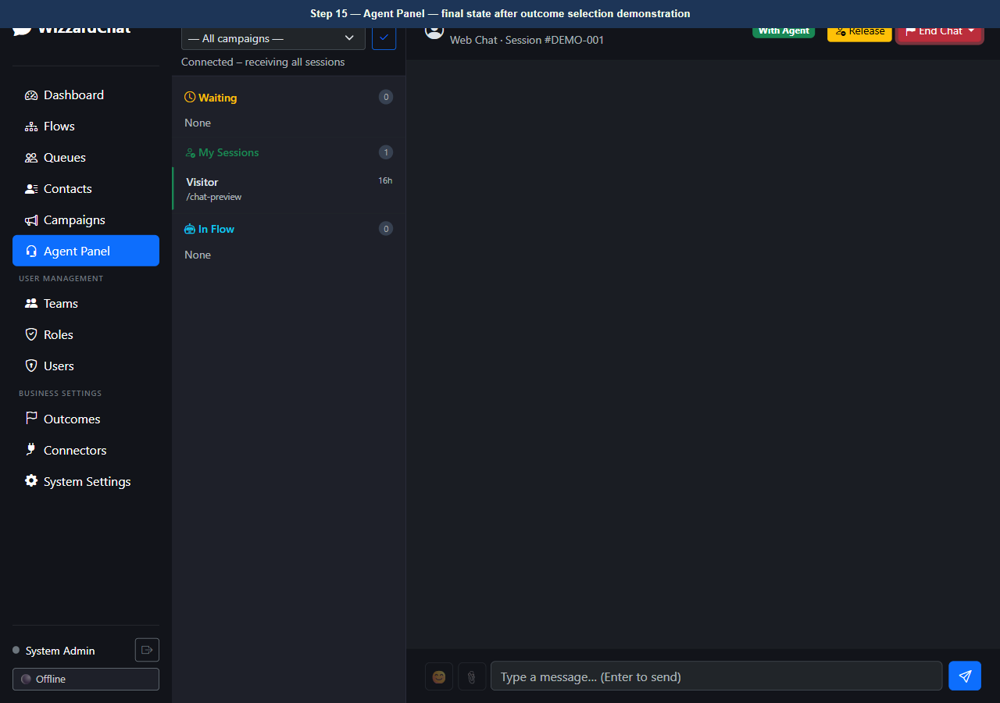 Step 15 — Agent Panel — final state after outcome selection demonstration
WizzardChat
Dashboard
Flows
Queues
Contacts
Campaigns
Agent Panel
USER MANAGEMENT
Teams
Roles
Users
BUSINESS SETTINGS
Outcomes
Connectors
System Settings
System Admin
Offline
— All campaigns —
Connected – receiving all sessions
Waiting 0
None
My Sessions 1
Visitor 16h
/chat-preview
In Flow 0
None
Web Chat · Session #DEMO-001
With Agent
Release
End Chat
Type a message... (Enter to send)